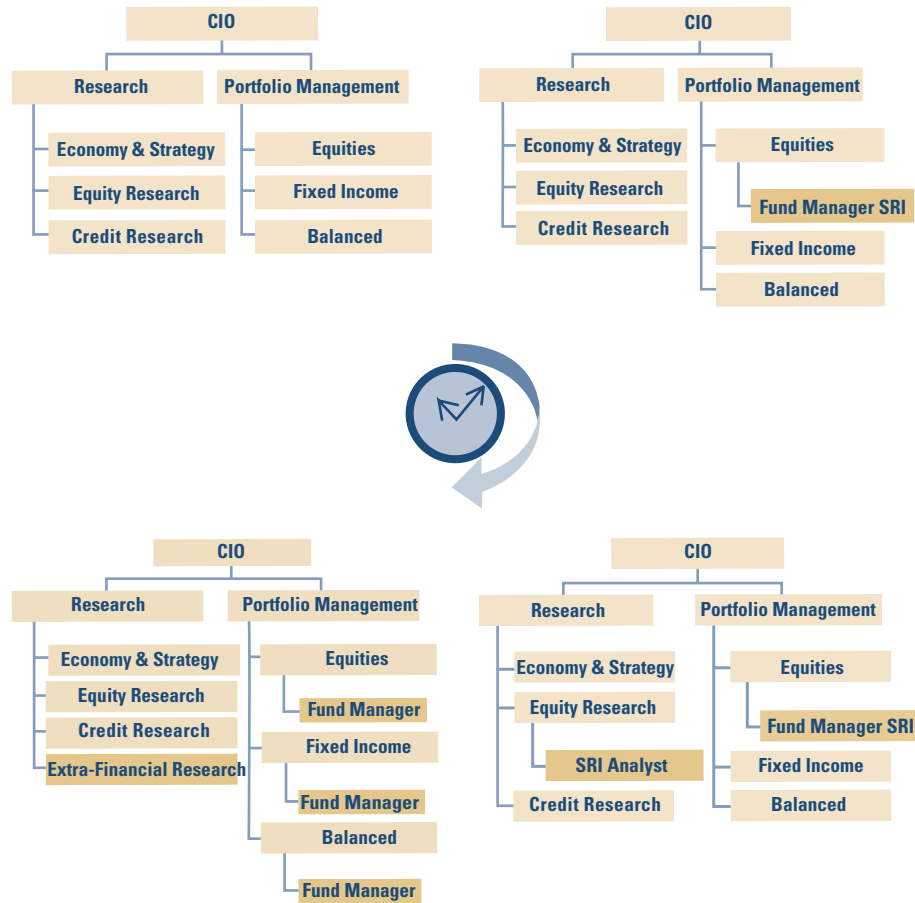 CIO
Research
Portfolio Management
Economy & Strategy
Equity Research
Credit Research
Equities
Fixed Income
Balanced
CIO
Research
Portfolio Management
Economy & Strategy
Equity Research
Credit Research
Equities
Fund Manager SRI
Fixed Income
Balanced
CIO
Research
Portfolio Management
Economy & Strategy
Equity Research
Credit Research
Extra-Financial Research
Equities
Fund Manager
Fixed Income
Fund Manager
Balanced
Fund Manager
CIO
Research
Portfolio Management
Economy & Strategy
Equity Research
SRI Analyst
Credit Research
Equities
Fund Manager SRI
Fixed Income
Balanced